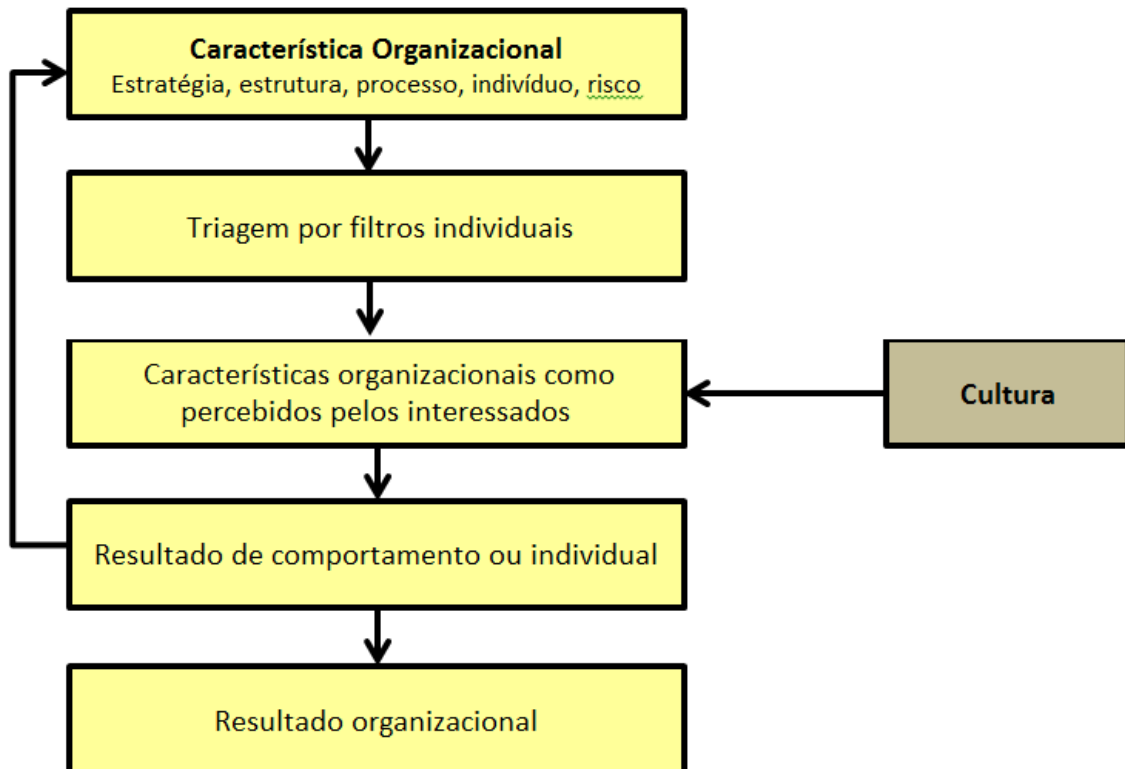 Característica Organizacional
Estratégia, estrutura, processo, indivíduo, risco
Triagem por filtros individuais
Características organizacionais como
percebidos pelos interessados
Cultura
Resultado de comportamento ou individual
Resultado organizacional